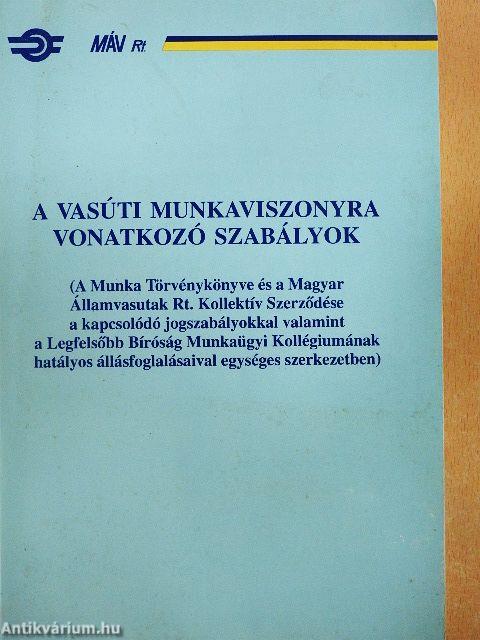 MÁV Rt.
A VASÚTI MUNKAVISZONYRA
VONATKOZÓ SZABÁLYOK
(A Munka Törvénykönyve és a Magyar
Államvasutak Rt. Kollektív Szerződése
a kapcsolódó jogszabályokkal valamint
a Legfelsőbb Bíróság Munkaügyi Kollégiumának
hatályos állásfoglalásaival egységes szerkezetben)
Antikvárium.hu